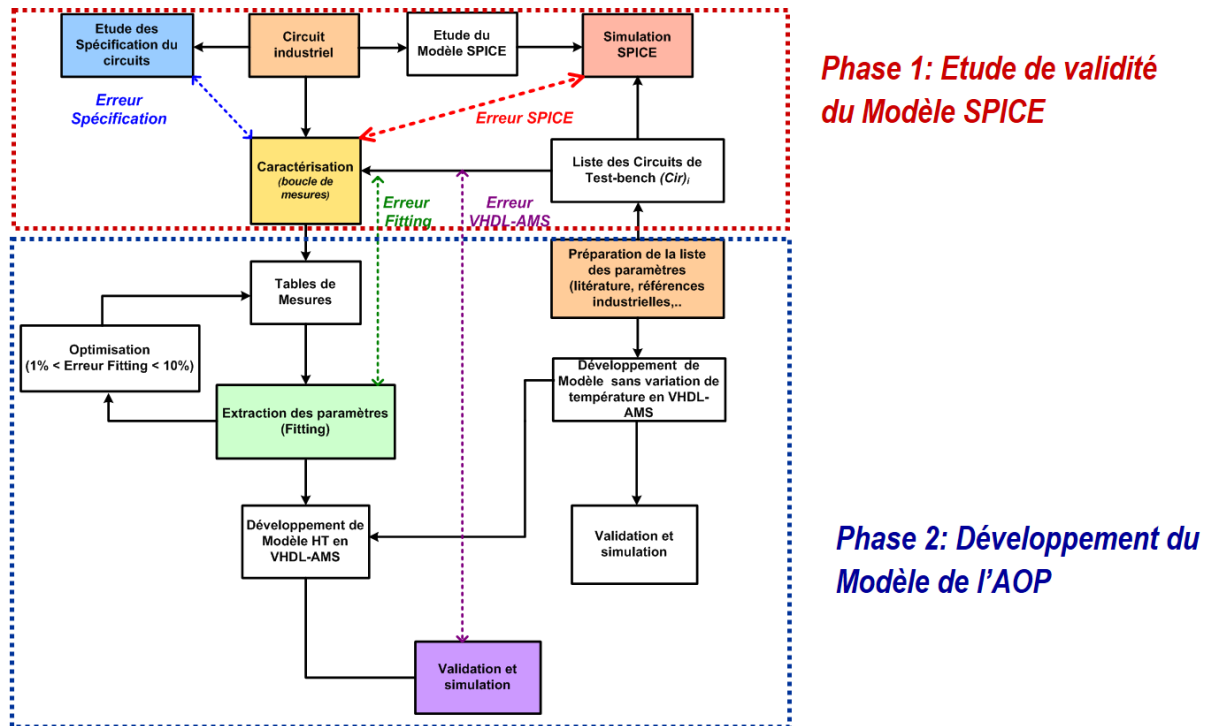 Etude des
Spécification du
circuits
Circuit
industriel
Etude du
Modèle SPICE
Simulation
SPICE
Phase 1: Etude de validité
du Modèle SPICE
Erreur
Spécification
Erreur SPICE
Caractérisation
(boucle de
mesures)
Liste des Circuits de
Test-bench (Cir)i
Erreur
Fitting
Erreur
VHDL-AMS
Préparation de la liste
des paramètres
(litérature, références
industrielles,..
Tables de
Mesures
Optimisation
(1% < Erreur Fitting < 10%)
Développement de
Modèle sans variation de
température en VHDL-
AMS
Extraction des paramètres
(Fitting)
Développement de
Modèle HT en
VHDL-AMS
Validation et
simulation
Phase 2: Développement du
Modèle de l'AOP
Validation et
simulation